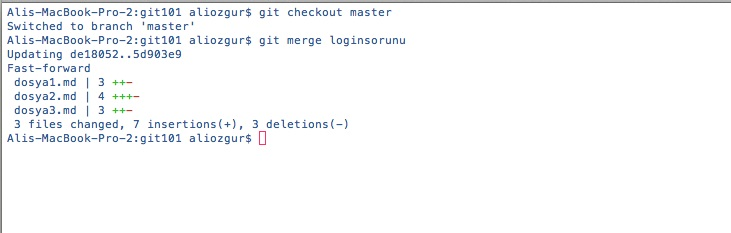 Alis-MacBook-Pro-2:git101 aliozgur$ git checkout master
Switched to branch 'master'
Alis-MacBook-Pro-2:git101 aliozgur$ git merge loginsorunu
Updating de18052..5d903e9
Fast-forward
 dosya1.md | 3 ++-
 dosya2.md | 4 +++-
 dosya3.md | 3 ++-
 3 files changed, 7 insertions(+), 3 deletions(-)
Alis-MacBook-Pro-2:git101 aliozgur$